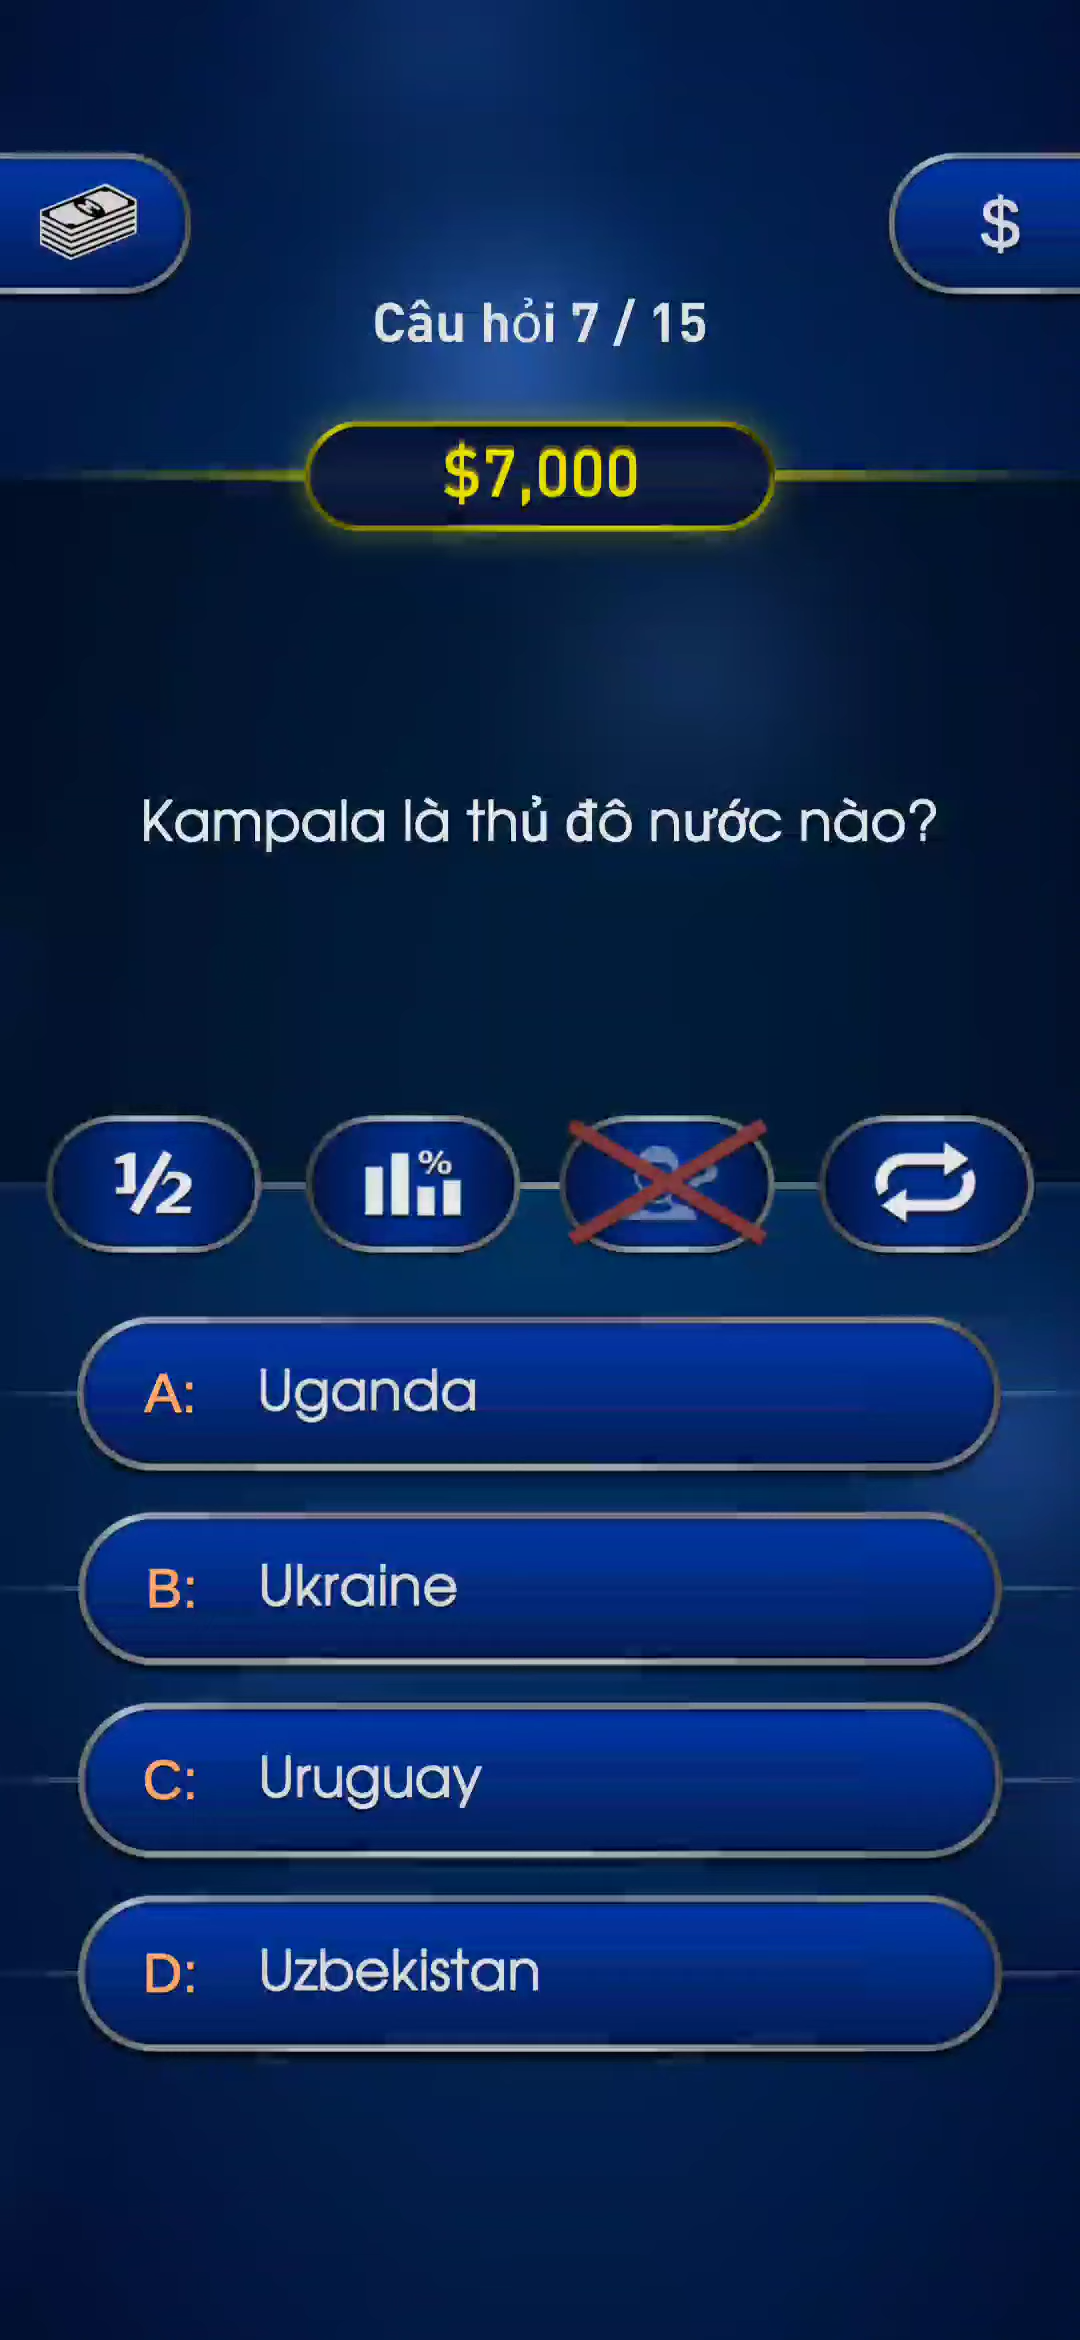 $
Câu hỏi 7 / 15
$7,000
Kampala là thủ đô nước nào?
1/2
%
A: Uganda
B: Ukraine
C: Uruguay
D: Uzbekistan